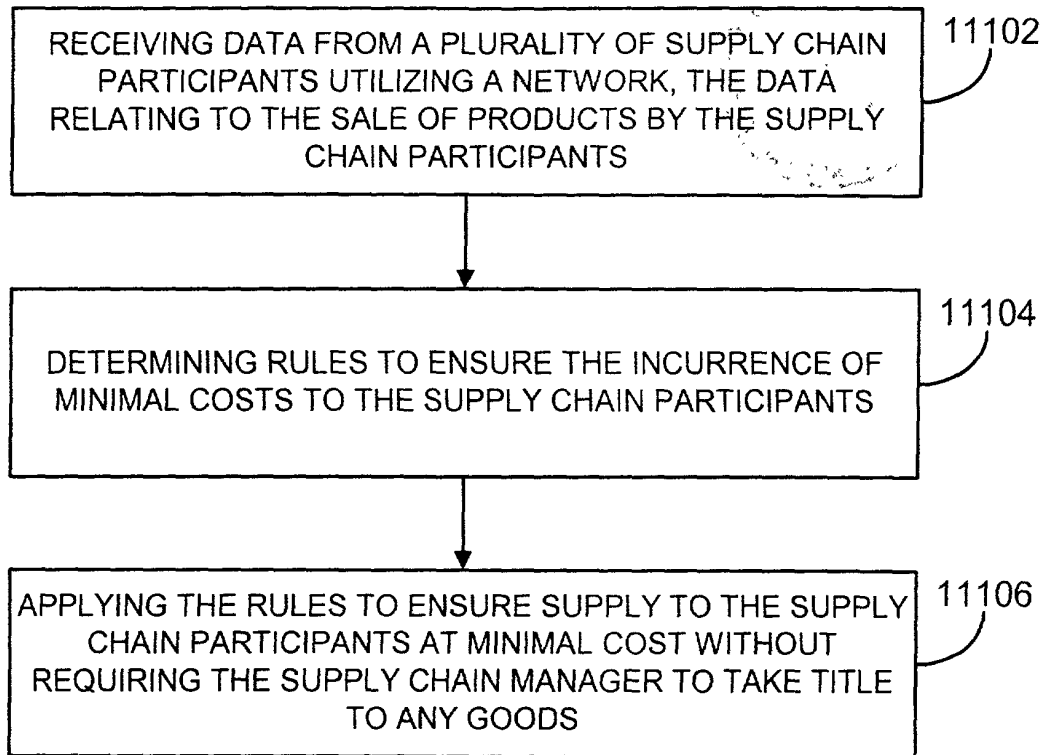 RECEIVING DATA FROM A PLURALITY OF SUPPLY CHAIN
PARTICIPANTS UTILIZING A NETWORK, THE DATA
RELATING TO THE SALE OF PRODUCTS BY THE SUPPLY
CHAIN PARTICIPANTS
11102
DETERMINING RULES TO ENSURE THE INCURRENCE OF
MINIMAL COSTS TO THE SUPPLY CHAIN PARTICIPANTS
11104
APPLYING THE RULES TO ENSURE SUPPLY TO THE SUPPLY
CHAIN PARTICIPANTS AT MINIMAL COST WITHOUT
REQUIRING THE SUPPLY CHAIN MANAGER TO TAKE TITLE
TO ANY GOODS
11106